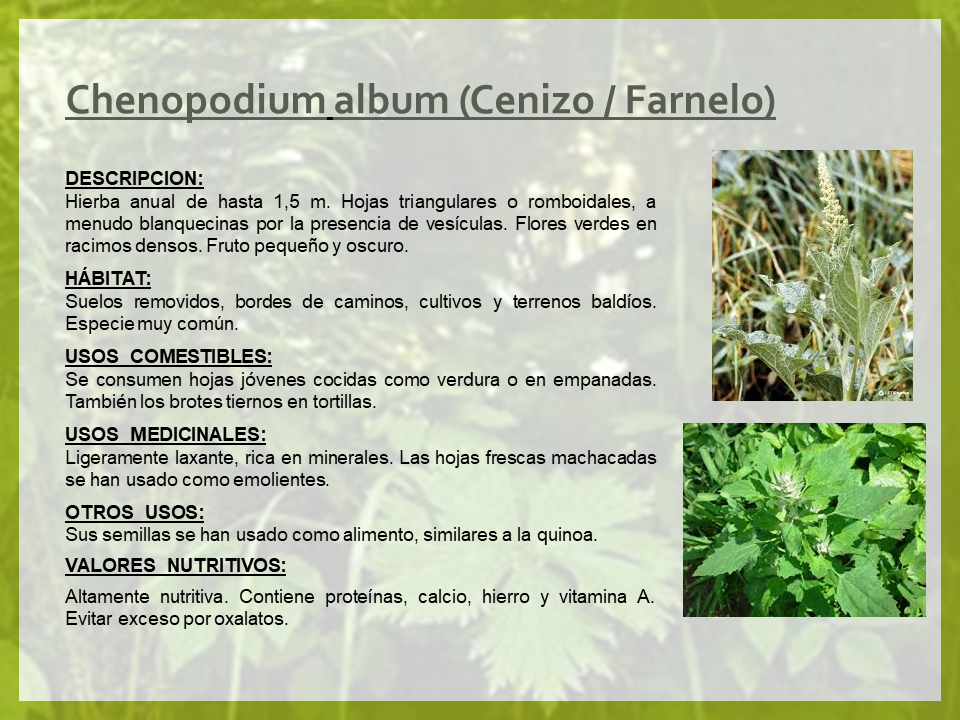 Chenopodium album (Cenizo / Farnelo)
DESCRIPCION:
Hierba anual de hasta 1,5 m. Hojas triangulares o romboidales, a
menudo blanquecinas por la presencia de vesículas. Flores verdes en
racimos densos. Fruto pequeño y oscuro.
HÁBITAT:
Suelos removidos, bordes de caminos, cultivos y terrenos baldíos.
Especie muy común.
USOS COMESTIBLES:
Se consumen hojas jóvenes cocidas como verdura o en empanadas.
También los brotes tiernos en tortillas.
USOS MEDICINALES:
Ligeramente laxante, rica en minerales. Las hojas frescas machacadas
se han usado como emolientes.
OTROS USOS:
Sus semillas se han usado como alimento, similares a la quinoa.
VALORES NUTRITIVOS:
Altamente nutritiva. Contiene proteínas, calcio, hierro y vitamina A.
Evitar exceso por oxalatos.